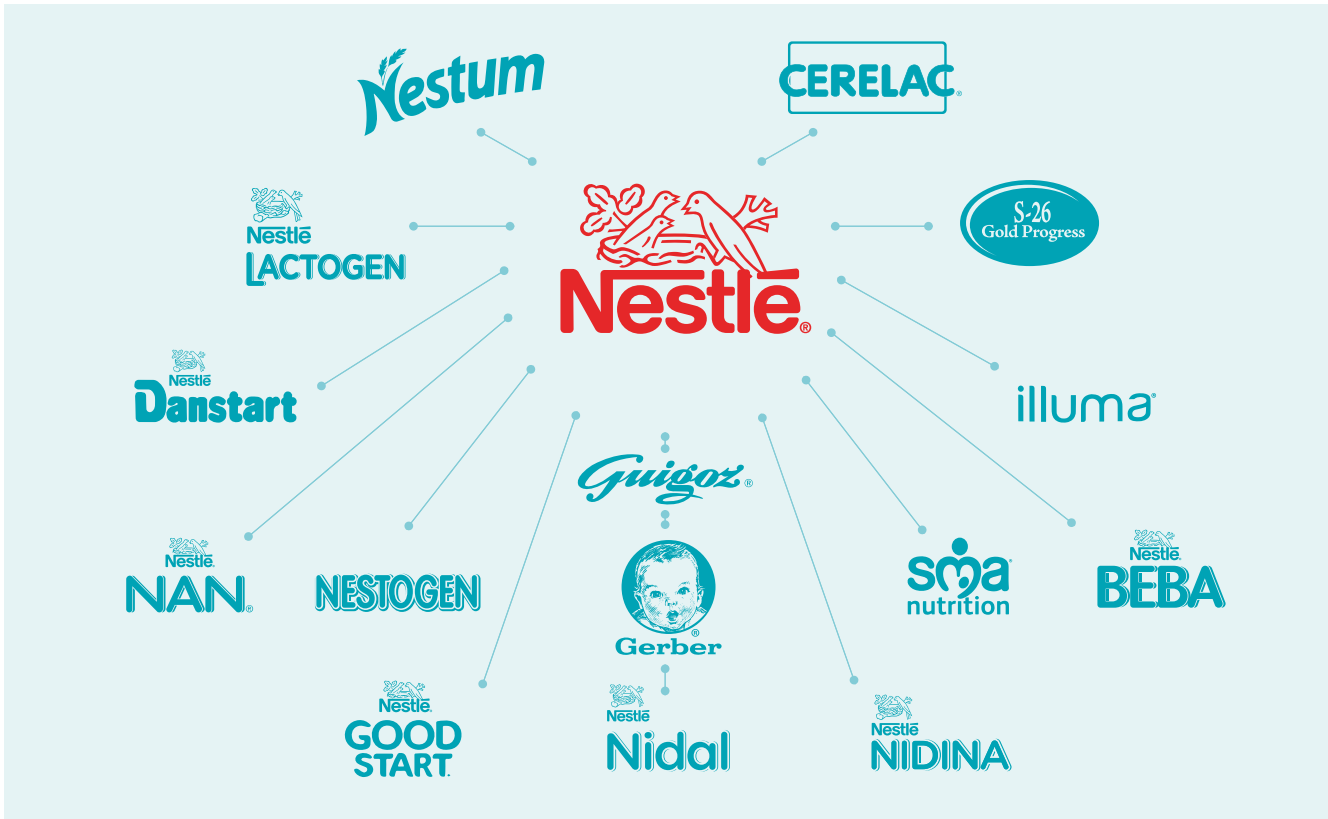 Nestum
CERELAC®
Nestlé
LACTOGEN
S-26
Gold Progress
Nestlé®
Nestlé
Danstart
illuma®
Guigoz®
Nestlé®
NAN®
NESTOGEN
®
Gerber
sma®
nutrition
Nestlé®
BEBA
Nestlé®
GOOD
START®
Nestlé
Nidal
Nestlé
NIDINA